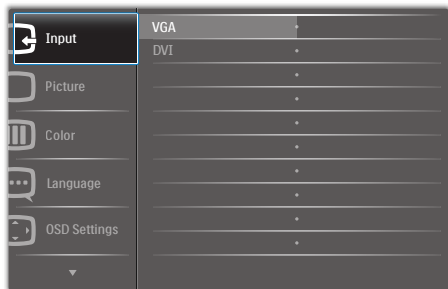 Input
VGA
DVI
Picture
Color
Language
OSD Settings